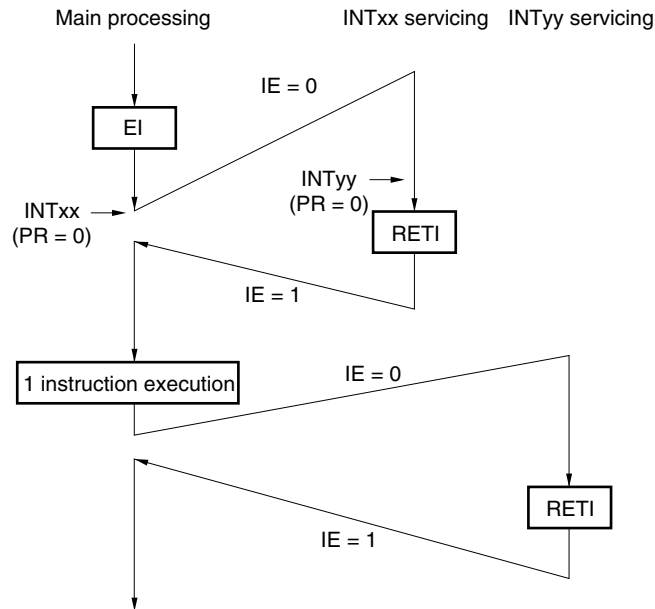 Main processing
INTxx servicing
INTyy servicing
IE = 0
EI
INTxx
(PR = 0)
INTyy
(PR = 0)
RETI
IE = 1
1 instruction execution
IE = 0
RETI
IE = 1